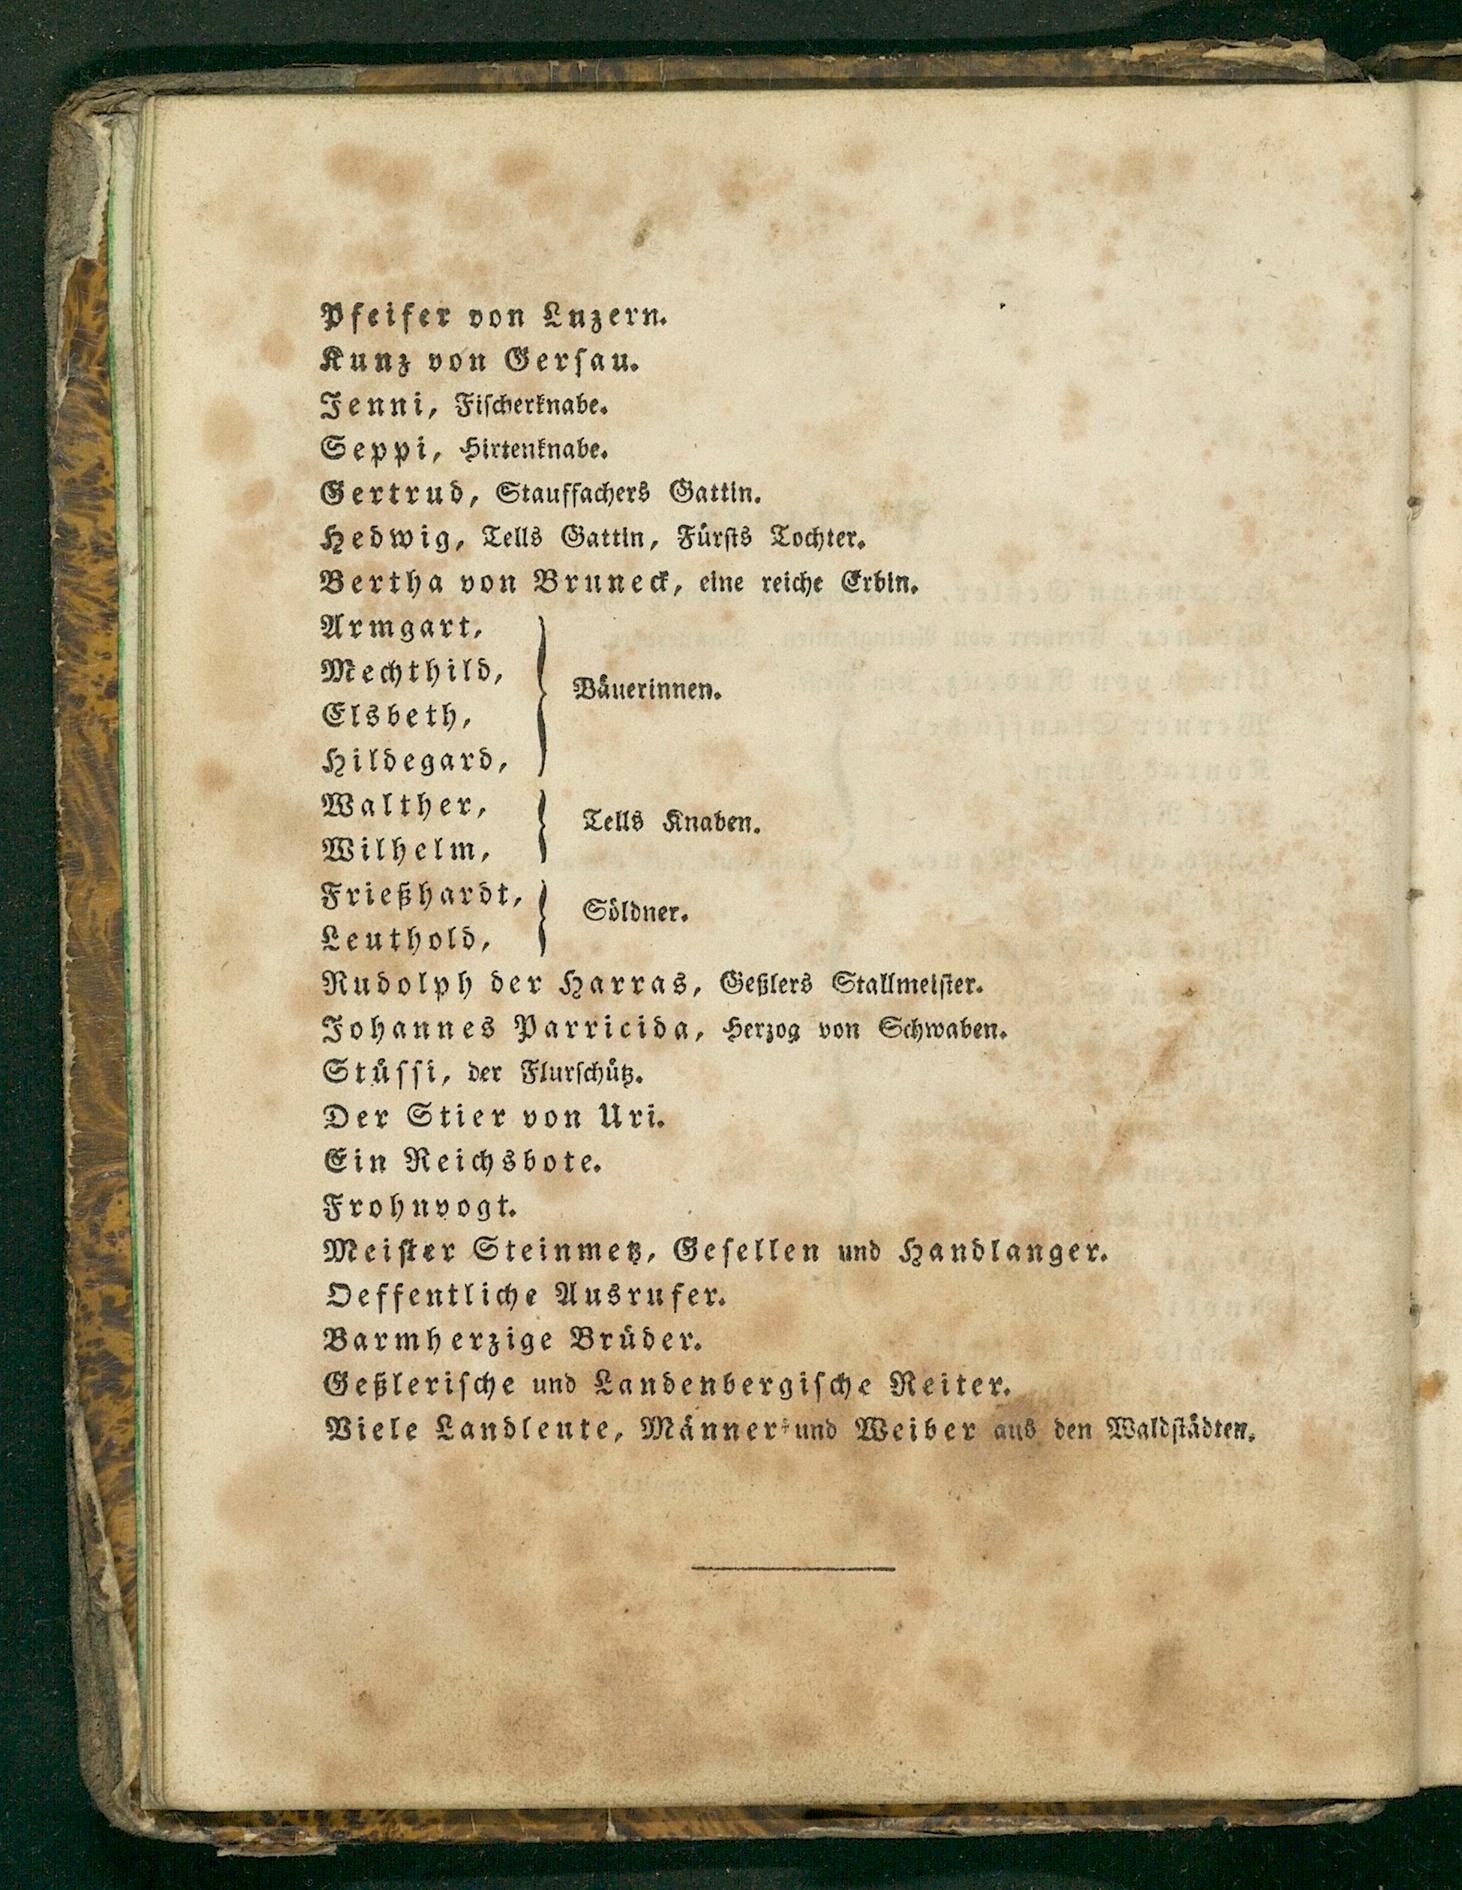 Pfeifer von Lnzern.
Kunz von Gerſau.
Jenni, Fiſcherknabe.
Seppi, Hirtenknabe.
Gertrud, Stauffachers Gattin.
Hedwig, Tells Gattin, Fürſts Tochter.
Bertha von Bruneck, eine reiche Erbin.
Armgart,
Mechthild,
Elsbeth,
Hildegard,
Bäuerinnen.
Walther,
Wilhelm,
Tells Knaben.
Frießhardt,
Leuthold,
Söldner.
Rudolph der Harras, Geßlers Stallmeiſter.
Johannes Parricida, Herzog von Schwaben.
Stüſſi, der Flurſchütz.
Der Stier von Uri.
Ein Reichsbote.
Frohnvogt.
Meiſter Steinmetz, Geſellen und Handlanger.
Oeffentliche Ausrufer.
Barmherzige Brüder.
Geßleriſche und Landenbergiſche Reiter.
Viele Landleute, Männer und Weiber aus den Waldſtädten.